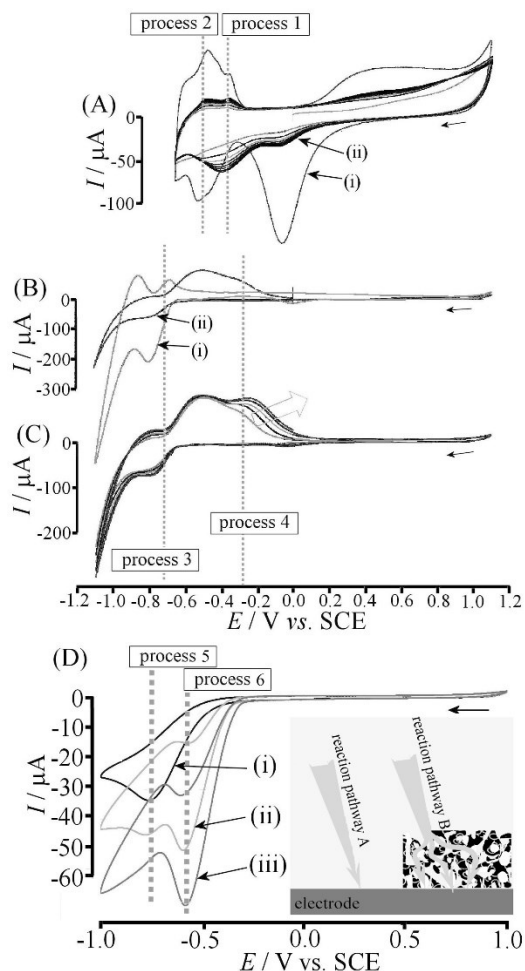 process 2 process 1
(A)
I / μA
0
-50
-100
(ii)
(i)
(B)
I / μA
0
-100
-200
-300
(ii)
(i)
(C)
I / μA
0
-100
-200
process 3
process 4
-1.2 -1.0 -0.8 -0.6 -0.4 -0.2 0.0 0.2 0.4 0.6 0.8 1.0 1.2
E / V vs. SCE
(D)
process 5
process 6
I / μA
0
-10
-20
-30
-40
-50
-60
(i)
(ii)
(iii)
reaction pathway A
reaction pathway B
electrode
-1.0 -0.5 0.0 0.5 1.0
E / V vs. SCE